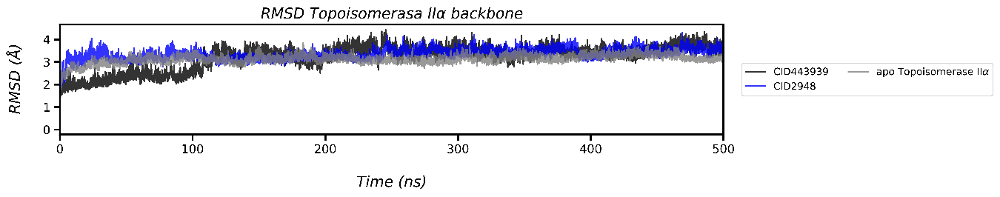 RMSD Topoisomerasa IIα backbone
RMSD (Å)
4
3
2
1
0
0 100 200 300 400 500
Time (ns)
CID443939 apo Topoisomerase IIα
CID2948